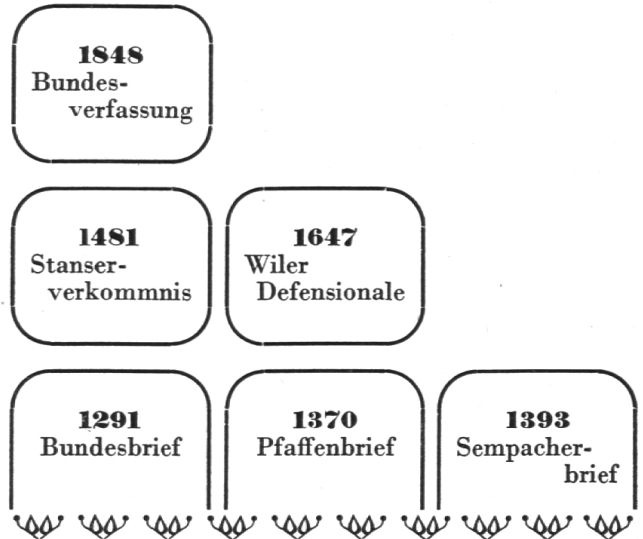 1848
Bundes-
verfassung
1481
Stanser-
verkommnis
1647
Wiler
Defensionale
1291
Bundesbrief
1370
Pfaffenbrief
1393
Sempacher-
brief